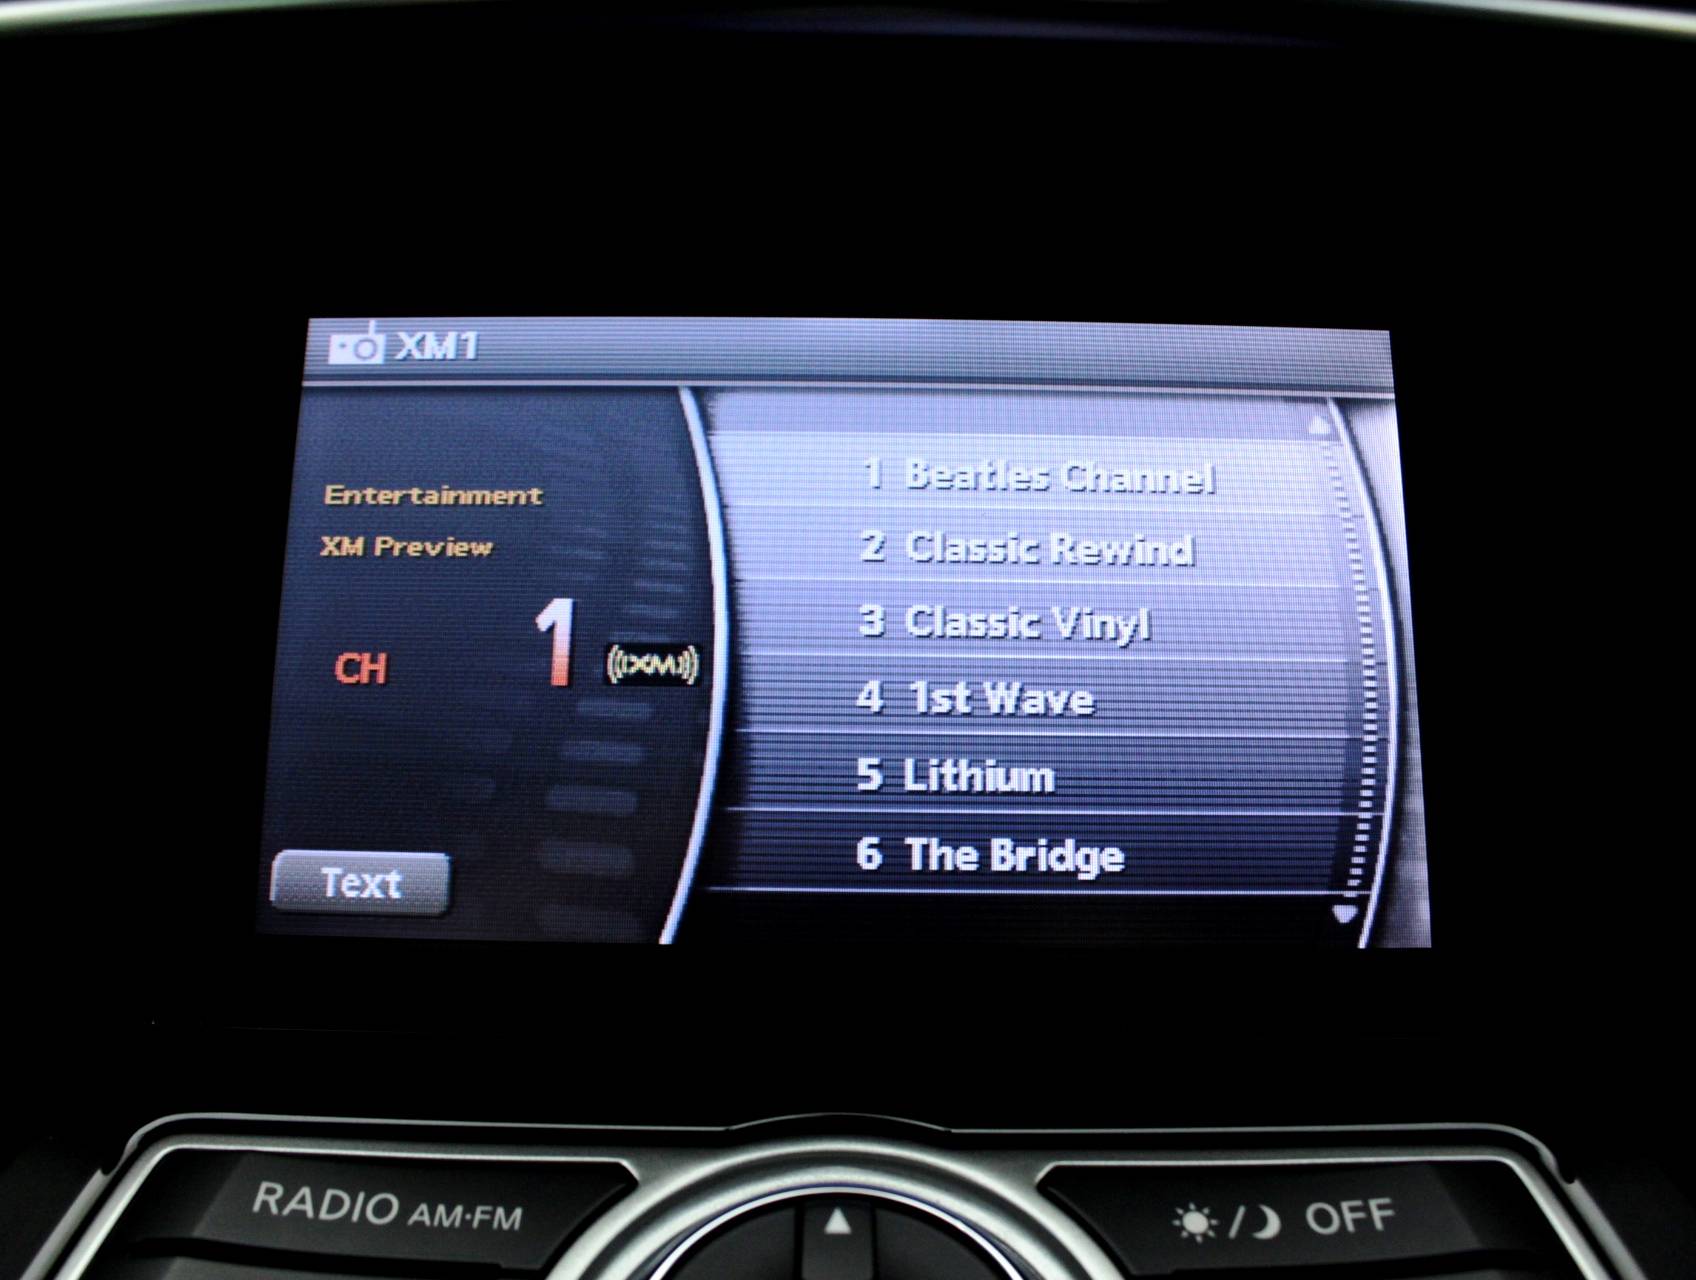 XM1
Entertainment
XM Preview
CH 1 ((XM))
Text
1 Beatles Channel
2 Classic Rewind
3 Classic Vinyl
4 1st Wave
5 Lithium
6 The Bridge
RADIO AM·FM
/ OFF